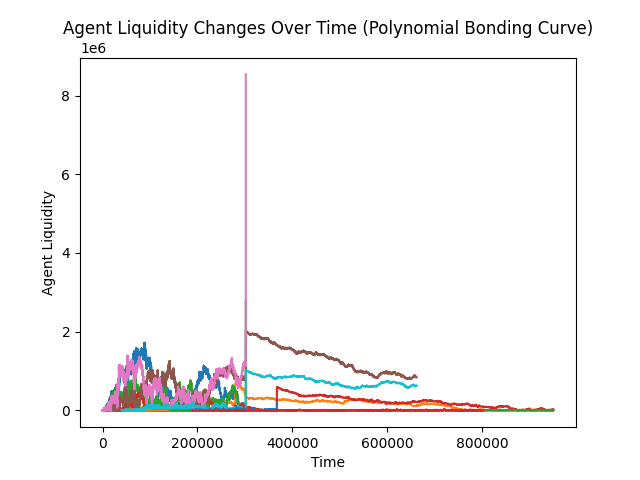 Agent Liquidity Changes Over Time (Polynomial Bonding Curve)
1e6
8
6
4
2
0
Agent Liquidity
0 200000 400000 600000 800000
Time